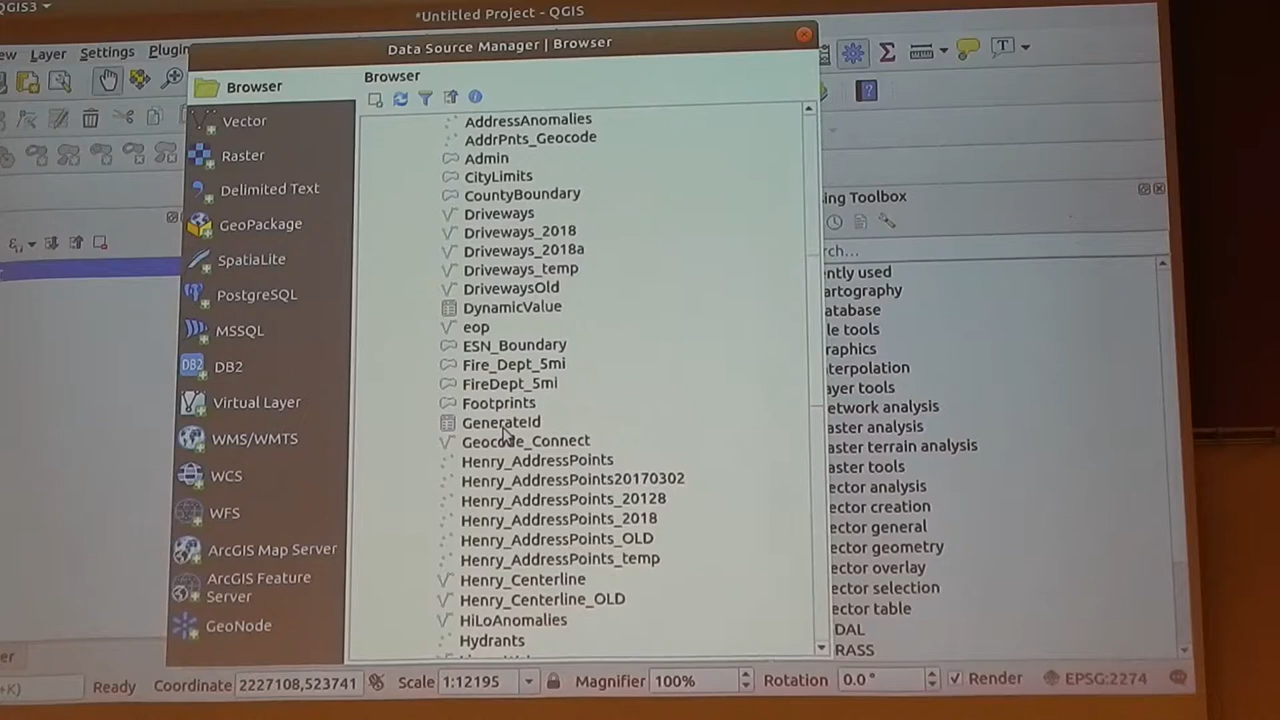 QGIS3
*Untitled Project - QGIS
Layer Settings
Data Source Manager | Browser
Browser
Vector
Raster
Delimited Text
GeoPackage
SpatiaLite
PostgreSQL
MSSQL
DB2
DB2
Virtual Layer
WMS/WMTS
WCS
WFS
ArcGIS Map Server
ArcGIS Feature
Server
GeoNode
Browser
AddressAnomalies
AddrPnts_Geocode
Admin
CityLimits
CountyBoundary
Driveways
Driveways_2018
Driveways_2018a
Driveways_temp
DrivewaysOld
DynamicValue
eop
ESN_Boundary
Fire_Dept_5mi
FireDept_5mi
Footprints
GenerateId
Geocode_Connect
Henry_AddressPoints
Henry_AddressPoints20170302
Henry_AddressPoints_20128
Henry_AddressPoints_2018
Henry_AddressPoints_OLD
Henry_AddressPoints_temp
Henry_Centerline
Henry_Centerline_OLD
HiLoAnomalies
Hydrants
ing Toolbox
ch...
ently used
artography
atabase
le tools
raphics
terpolation
ayer tools
etwork analysis
aster analysis
aster terrain analysis
aster tools
ector analysis
ector creation
ector general
ector geometry
ector overlay
ector selection
ector table
DAL
RASS
+K) Ready Coordinate 2227108,523741 Scale 1:12195 Magnifier 100% Rotation 0.0 ° Render EPSG:2274